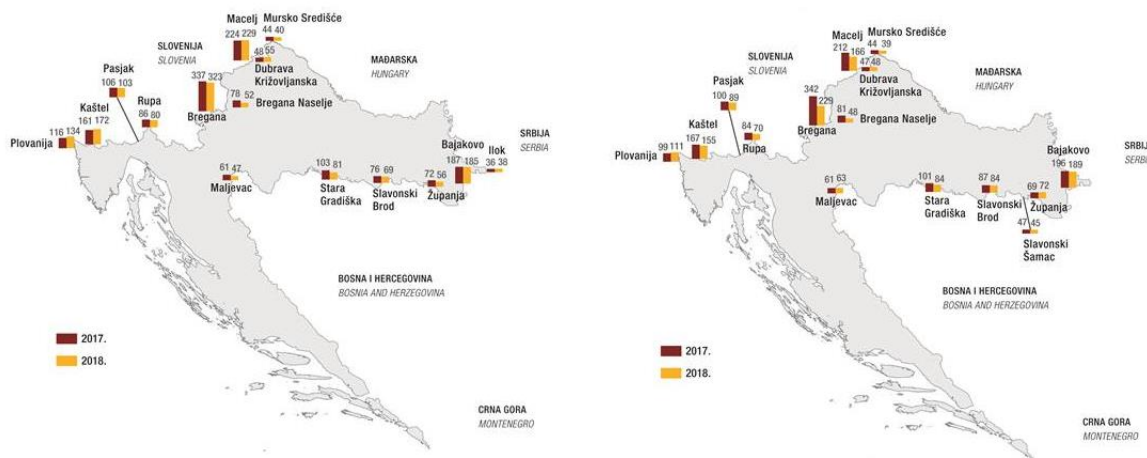 Macelj
224 229
Mursko Središće
44 40
SLOVENIJA
SLOVENIA
MAĐARSKA
HUNGARY
48 55
Dubrava
Križovljanska
Pasjak
106 103
337 323
Bregana
78 52
Bregana Naselje
Kaštel
161 172
Rupa
86 80
Plovanija
116 134
SRBIJA
SERBIA
Bajakovo
187 185
Ilok
36 38
61 47
Maljevac
103 81
Stara
Gradiška
76 69
Slavonski
Brod
72 56
Županja
BOSNA I HERCEGOVINA
BOSNIA AND HERZEGOVINA
2017.
2018.
CRNA GORA
MONTENEGRO
Macelj
212 166
Mursko Središće
44 39
SLOVENIJA
SLOVENIA
MAĐARSKA
HUNGARY
47 48
Dubrava
Križovljanska
Pasjak
100 89
342 229
Bregana
81 48
Bregana Naselje
Kaštel
167 155
84 70
Rupa
Plovanija
99 111
SRBIJ
SERB
Bajakovo
196 189
61 63
Maljevac
101 84
Stara
Gradiška
87 84
Slavonski
Brod
69 72
Županja
47 45
Slavonski
Šamac
BOSNA I HERCEGOVINA
BOSNIA AND HERZEGOVINA
2017.
2018.
CRNA GORA
MONTENEGRO